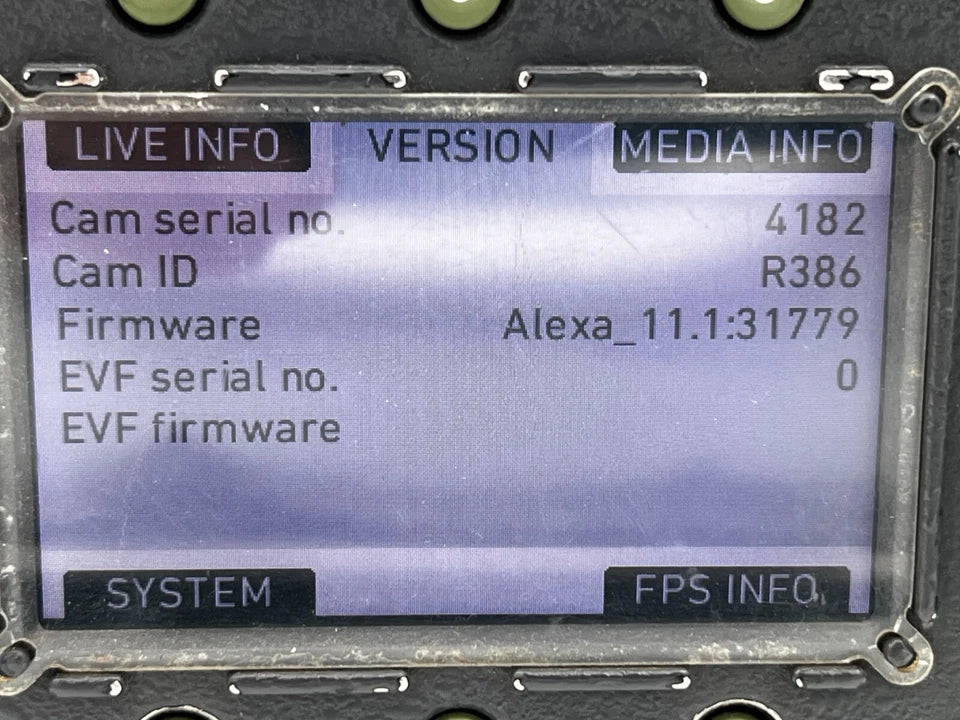 LIVE INFO VERSION MEDIA INFO
Cam serial no. 4182
Cam ID R386
Firmware Alexa_11.1:31779
EVF serial no. 0
EVF firmware
SYSTEM FPS INFO